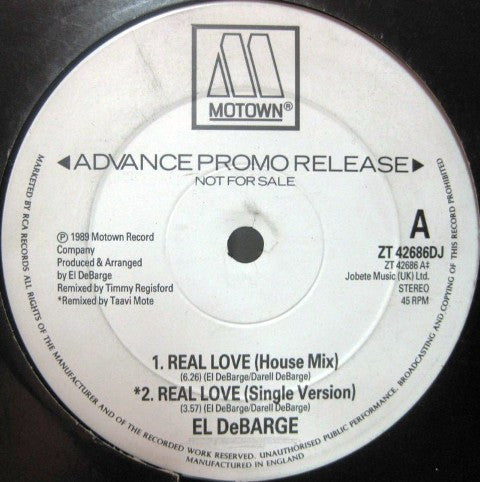 MOTOWN®
◀ADVANCE PROMO RELEASE▶
NOT FOR SALE
℗ 1989 Motown Record
Company
Produced & Arranged
by El DeBarge
Remixed by Timmy Regisford
*Remixed by Taavi Mote
A
ZT 42686DJ
ZT 42686 A‡
Jobete Music (UK) Ltd.
STEREO
45 RPM
1. REAL LOVE (House Mix)
(6.26) (El DeBarge/Darell DeBarge)
*2. REAL LOVE (Single Version)
(3.57) (El DeBarge/Darell DeBarge)
EL DeBARGE
MARKETED BY RCA RECORDS ALL RIGHTS OF THE MANUFACTURER AND OF THE RECORDED WORK RESERVED. UNAUTHORISED PUBLIC PERFORMANCE, BROADCASTING AND COPYING OF THIS RECORD PROHIBITED
MANUFACTURED IN ENGLAND